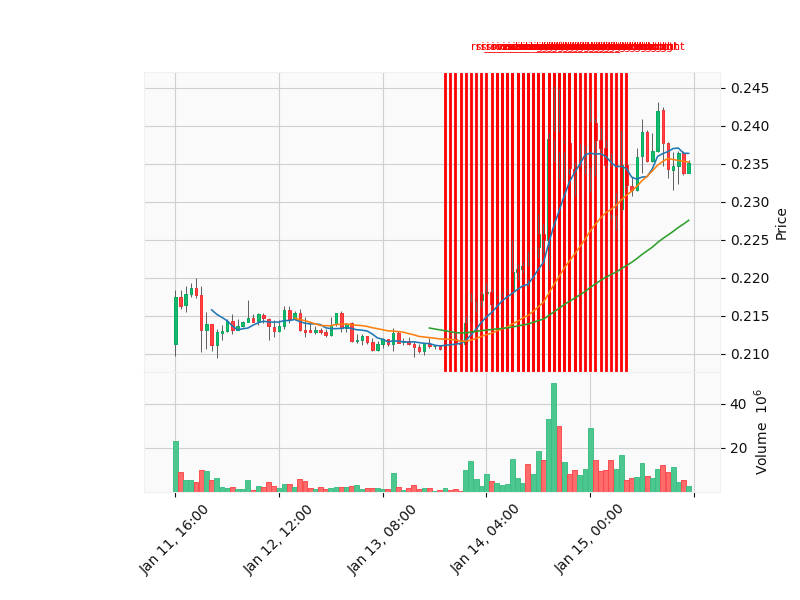 0.245
0.240
0.235
0.230
0.225
0.220
0.215
0.210
Price
40
20
Volume 10⁶
Jan 11, 16:00
Jan 12, 12:00
Jan 13, 08:00
Jan 14, 04:00
Jan 15, 00:00